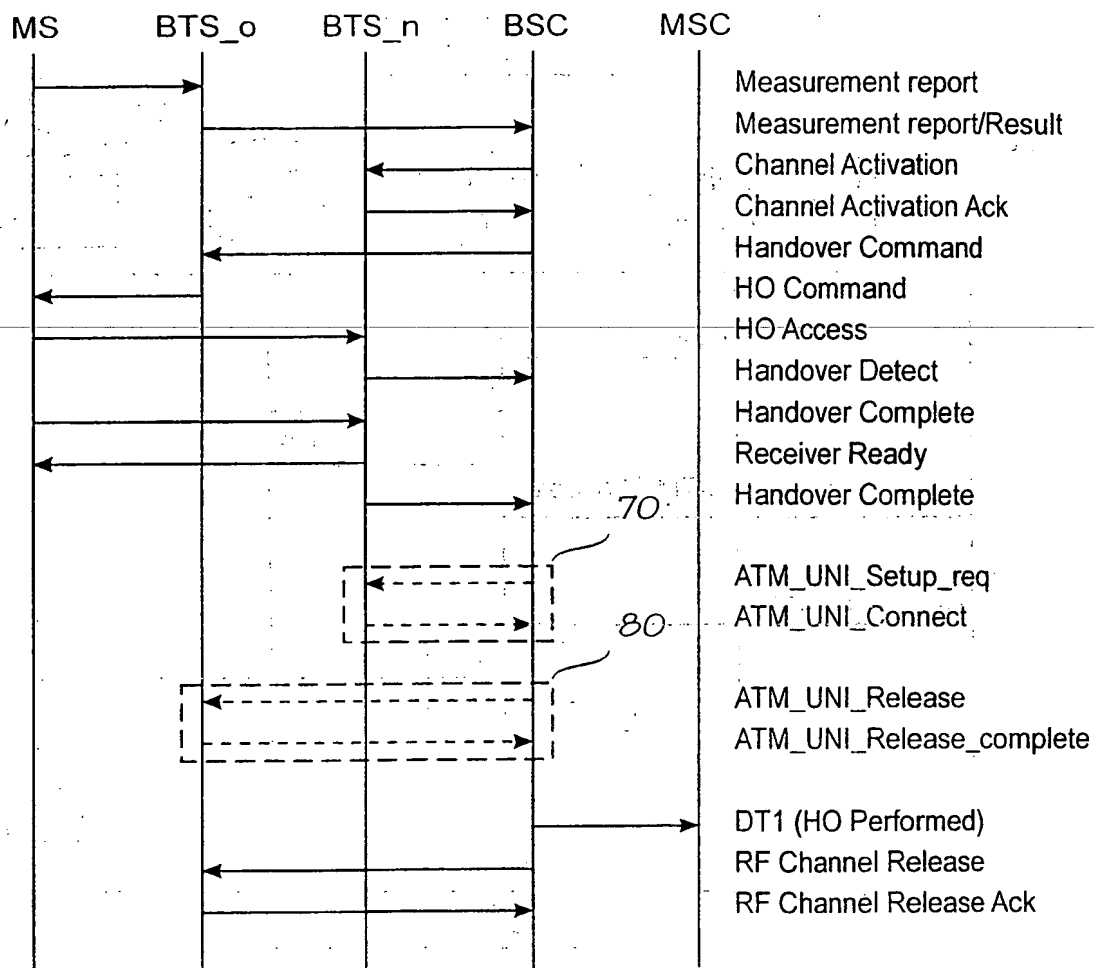 MS BTS_o BTS_n BSC MSC
Measurement report
Measurement report/Result
Channel Activation
Channel Activation Ack
Handover Command
HO Command
HO Access
Handover Detect
Handover Complete
Receiver Ready
Handover Complete
70
ATM_UNI_Setup_req
ATM_UNI_Connect
80
ATM_UNI_Release
ATM_UNI_Release_complete
DT1 (HO Performed)
RF Channel Release
RF Channel Release Ack